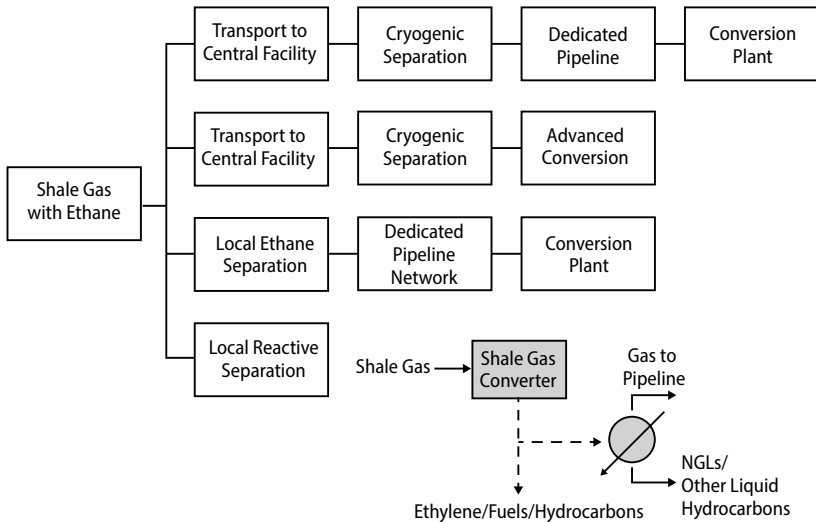 Transport to
Central Facility
Cryogenic
Separation
Dedicated
Pipeline
Conversion
Plant
Transport to
Central Facility
Cryogenic
Separation
Advanced
Conversion
Shale Gas
with Ethane
Local Ethane
Separation
Dedicated
Pipeline
Network
Conversion
Plant
Local Reactive
Separation
Shale Gas
Shale Gas
Converter
Gas to
Pipeline
NGLs/
Other Liquid
Hydrocarbons
Ethylene/Fuels/Hydrocarbons